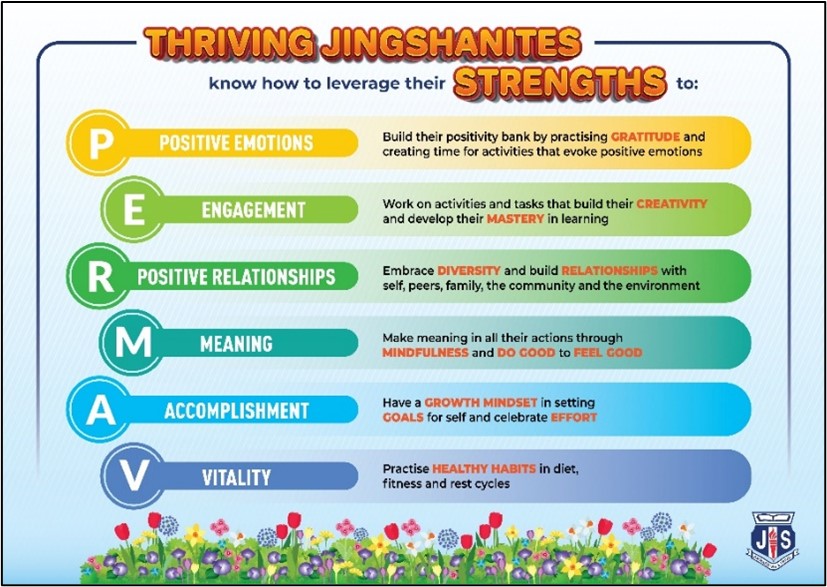 THRIVING JINGSHANITES
know how to leverage their STRENGTHS to:
P POSITIVE EMOTIONS
Build their positivity bank by practising GRATITUDE and
creating time for activities that evoke positive emotions
E ENGAGEMENT
Work on activities and tasks that build their CREATIVITY
and develop their MASTERY in learning
R POSITIVE RELATIONSHIPS
Embrace DIVERSITY and build RELATIONSHIPS with
self, peers, family, the community and the environment
M MEANING
Make meaning in all their actions through
MINDFULNESS and DO GOOD to FEEL GOOD
A ACCOMPLISHMENT
Have a GROWTH MINDSET in setting
GOALS for self and celebrate EFFORT
V VITALITY
Practise HEALTHY HABITS in diet,
fitness and rest cycles
JS